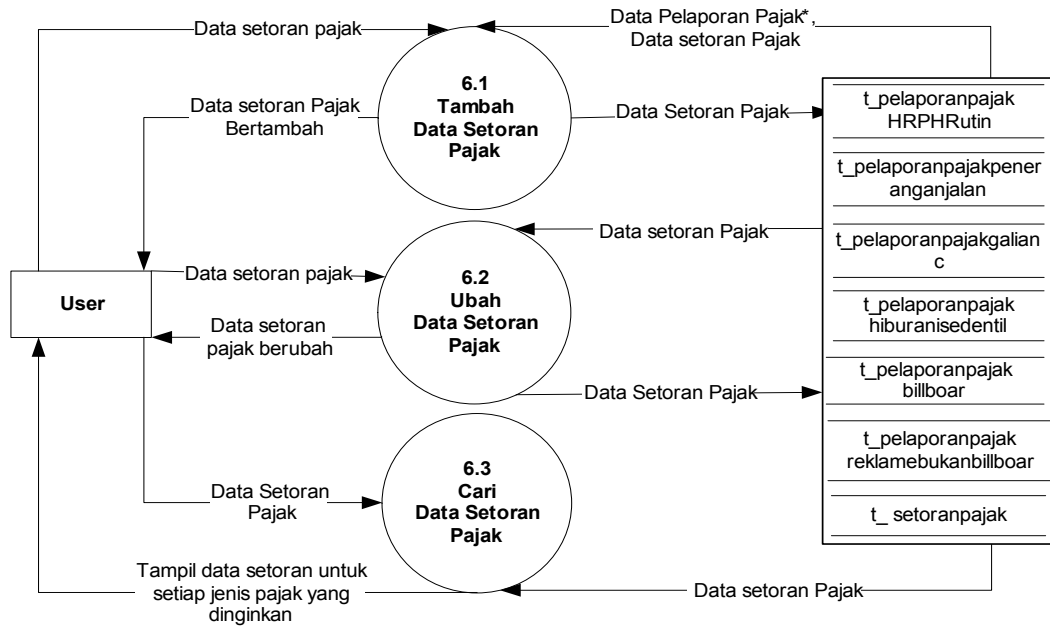 Data setoran pajak
Data Pelaporan Pajak*,
Data setoran Pajak
6.1
Tambah
Data Setoran
Pajak
Data setoran Pajak
Bertambah
Data Setoran Pajak
t_pelaporanpajak
HRPHRutin
t_pelaporanpajakpener
anganjalan
Data setoran Pajak
t_pelaporanpajakgalian
c
6.2
Ubah
Data Setoran
Pajak
Data setoran pajak
User
Data setoran
pajak berubah
t_pelaporanpajak
hiburanisedentil
t_pelaporanpajak
billboar
Data Setoran Pajak
t_pelaporanpajak
reklamebukanbillboar
6.3
Cari
Data Setoran
Pajak
Data Setoran
Pajak
t_ setoranpajak
Tampil data setoran untuk
setiap jenis pajak yang
dinginkan
Data setoran Pajak